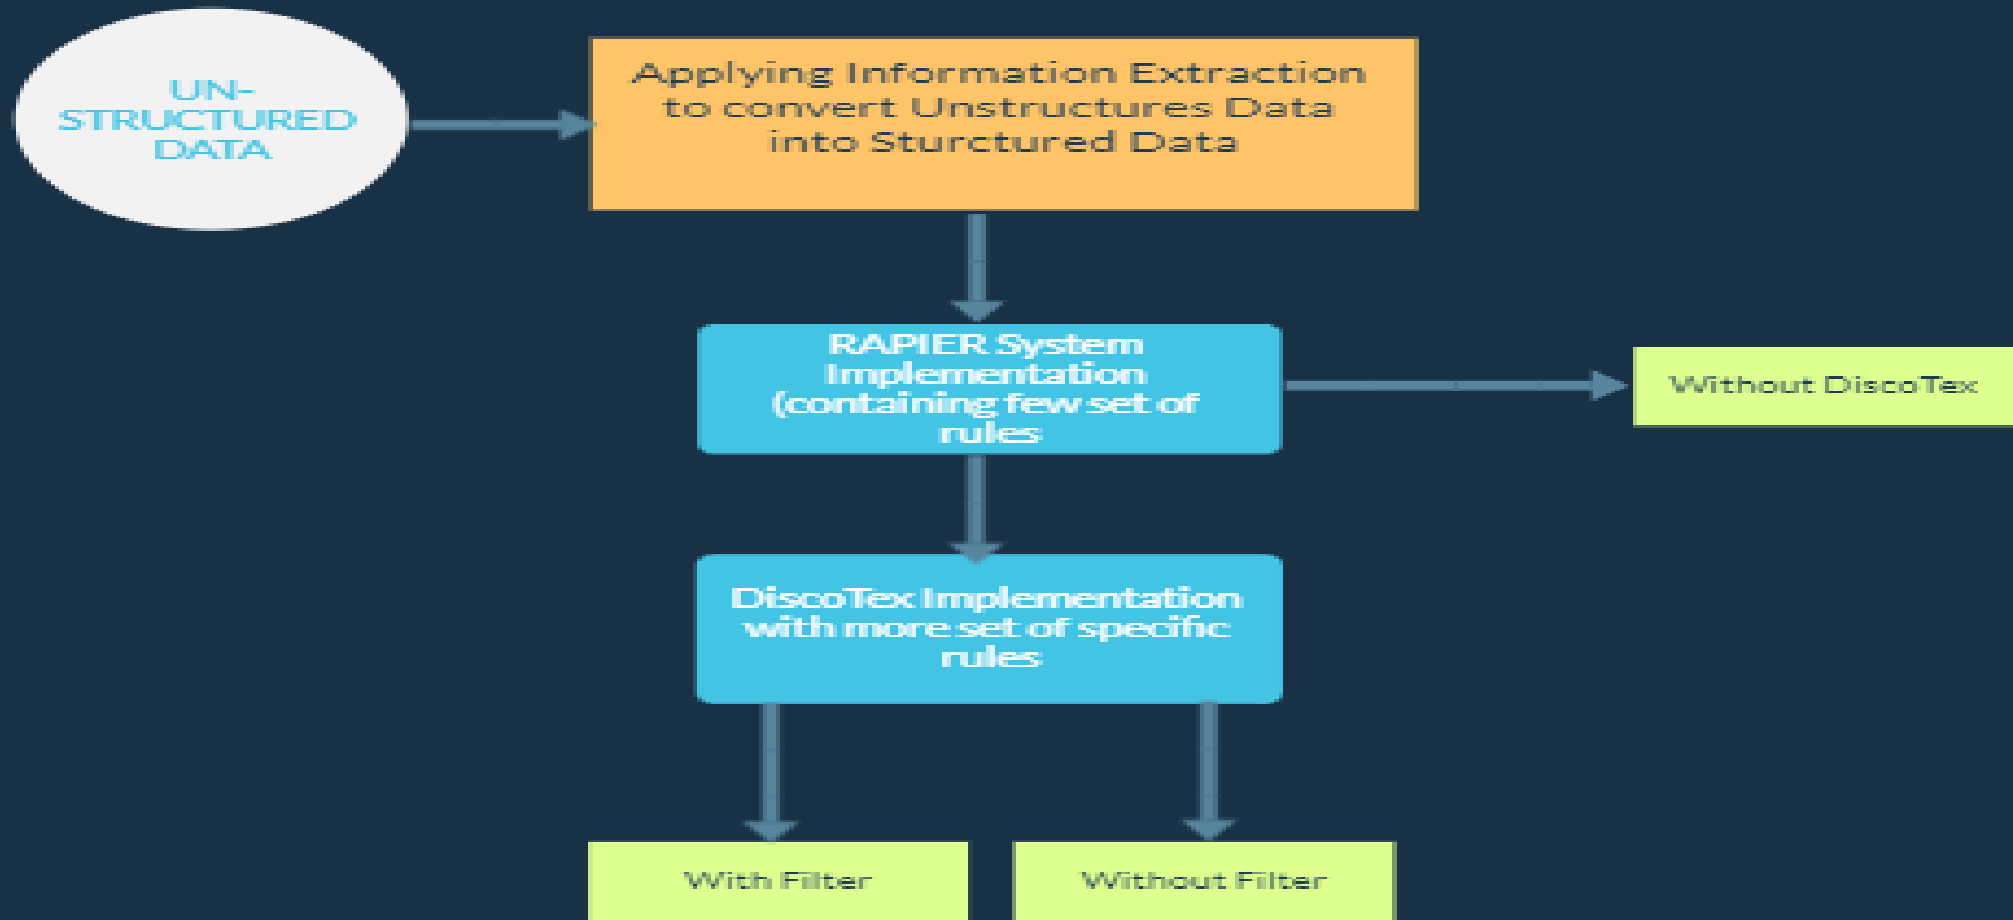 UN-
STRUCTURED
DATA
Applying Information Extraction
to convert Unstructures Data
into Sturctured Data
RAPIER System
Implementation
(containing few set of
rules
Without DiscoTex
DiscoTex Implementation
with more set of specific
rules
With Filter
Without Filter